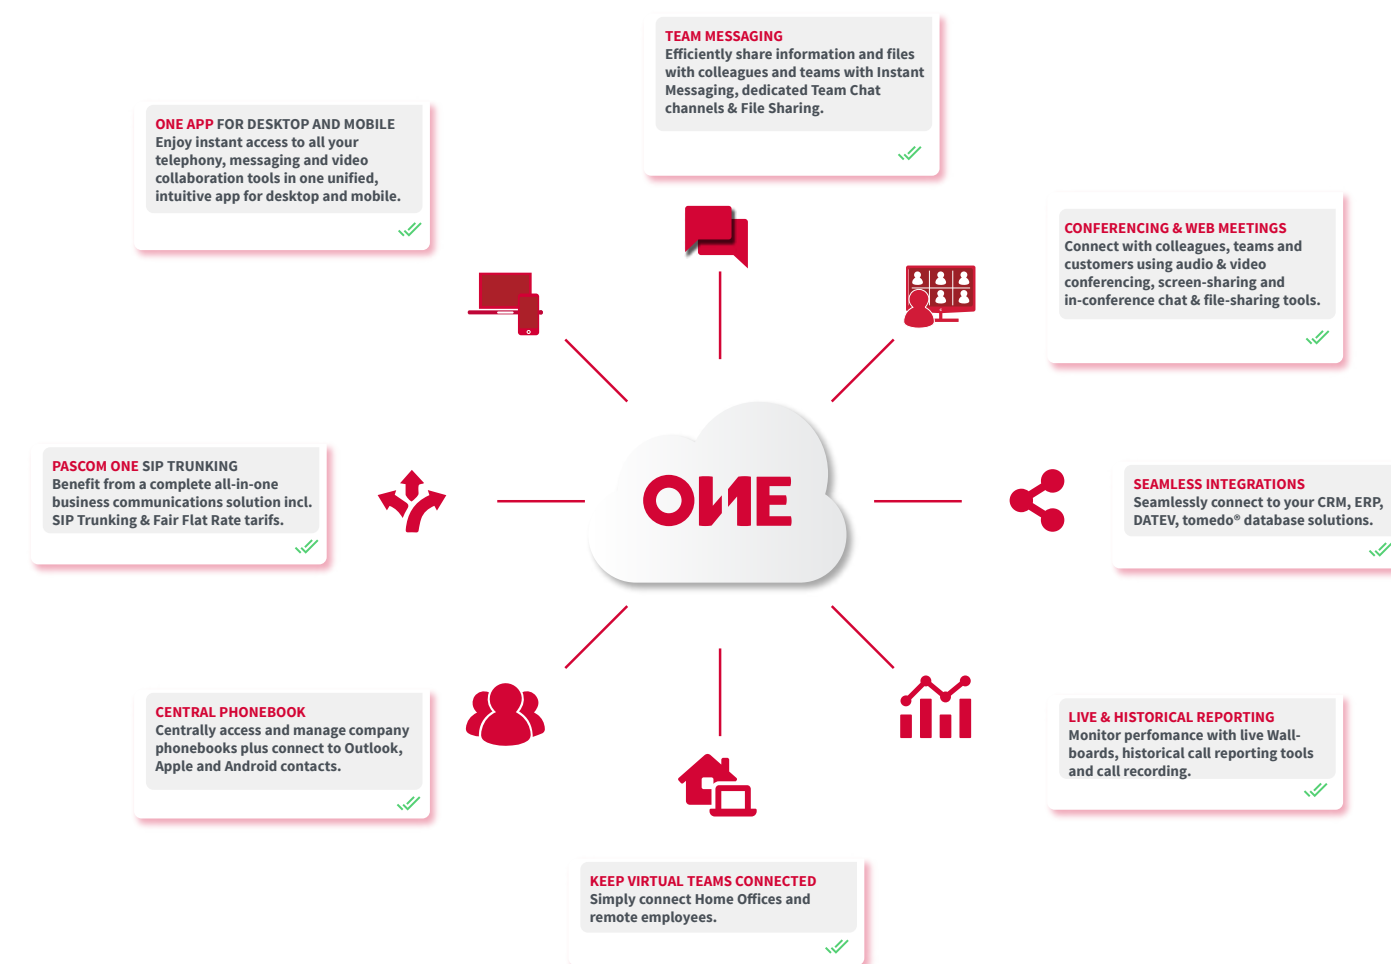 TEAM MESSAGING
Efficiently share information and files
with colleagues and teams with Instant
Messaging, dedicated Team Chat
channels & File Sharing.
ONE APP FOR DESKTOP AND MOBILE
Enjoy instant access to all your
telephony, messaging and video
collaboration tools in one unified,
intuitive app for desktop and mobile.
CONFERENCING & WEB MEETINGS
Connect with colleagues, teams and
customers using audio & video
conferencing, screen-sharing and
in-conference chat & file-sharing tools.
PASCOM ONE SIP TRUNKING
Benefit from a complete all-in-one
business communications solution incl.
SIP Trunking & Fair Flat Rate tarifs.
ONE
SEAMLESS INTEGRATIONS
Seamlessly connect to your CRM, ERP,
DATEV, tomedo® database solutions.
CENTRAL PHONEBOOK
Centrally access and manage company
phonebooks plus connect to Outlook,
Apple and Android contacts.
LIVE & HISTORICAL REPORTING
Monitor perfomance with live Wall-
boards, historical call reporting tools
and call recording.
KEEP VIRTUAL TEAMS CONNECTED
Simply connect Home Offices and
remote employees.